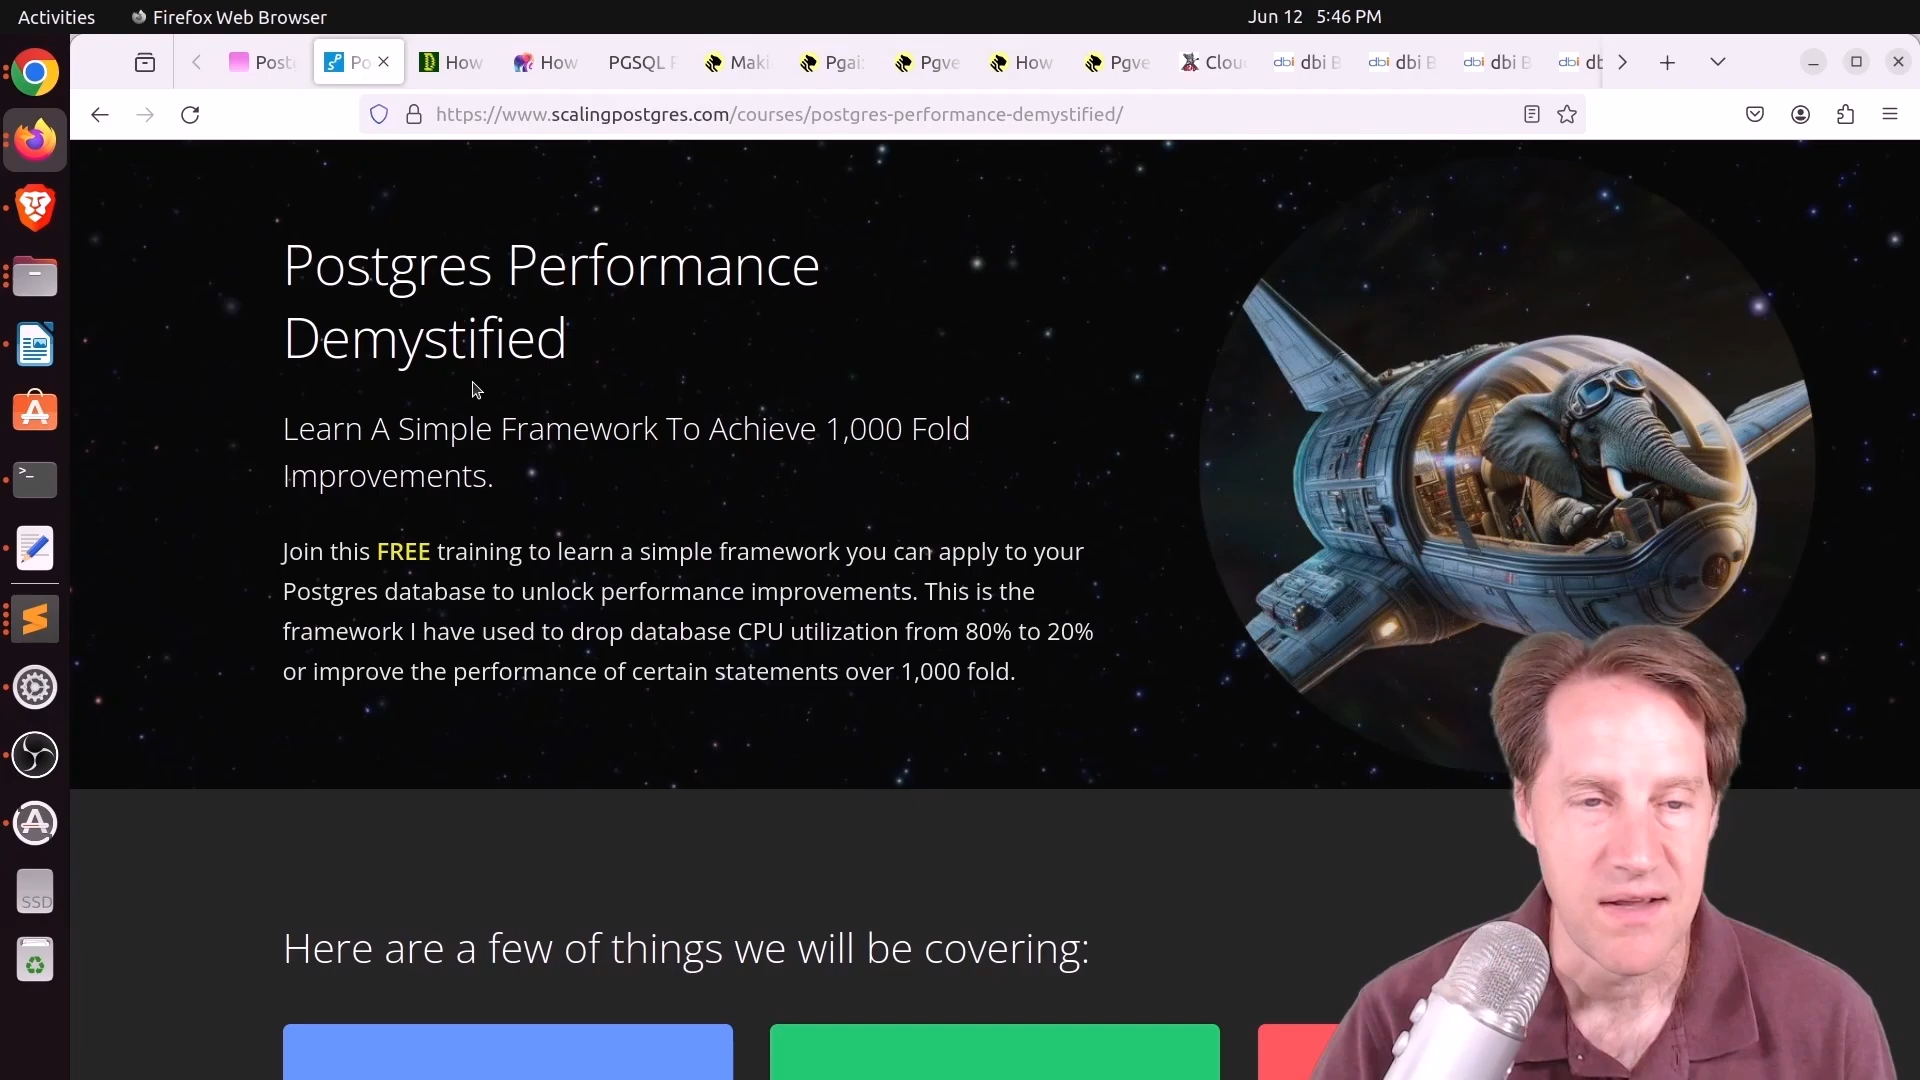 Activities
Firefox Web Browser
Jun 12 5:46 PM
Poste
Po
How
How
PGSQL
Maki
Pgai
Pgve
How
Pgve
Clou
dbi dbi B
dbi dbi B
dbi dbi B
dbi db
https://www.scalingpostgres.com/courses/postgres-performance-demystified/
Postgres Performance
Demystified
Learn A Simple Framework To Achieve 1,000 Fold
Improvements.
Join this FREE training to learn a simple framework you can apply to your
Postgres database to unlock performance improvements. This is the
framework I have used to drop database CPU utilization from 80% to 20%
or improve the performance of certain statements over 1,000 fold.
Here are a few of things we will be covering:
SSD